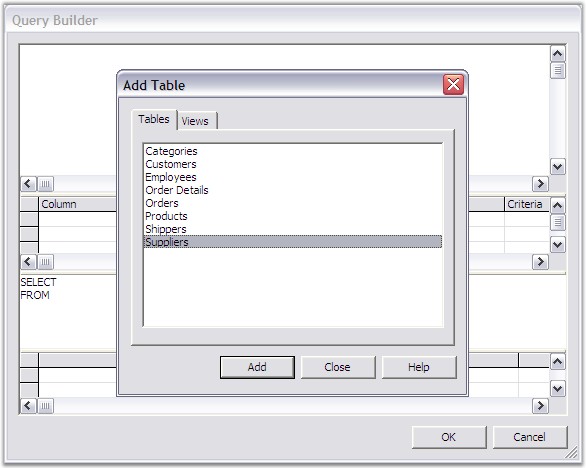 Query Builder
Add Table
Tables Views
Categories
Customers
Employees
Order Details
Orders
Products
Shippers
Suppliers
Column Criteria
SELECT
FROM
Add Close Help
OK Cancel